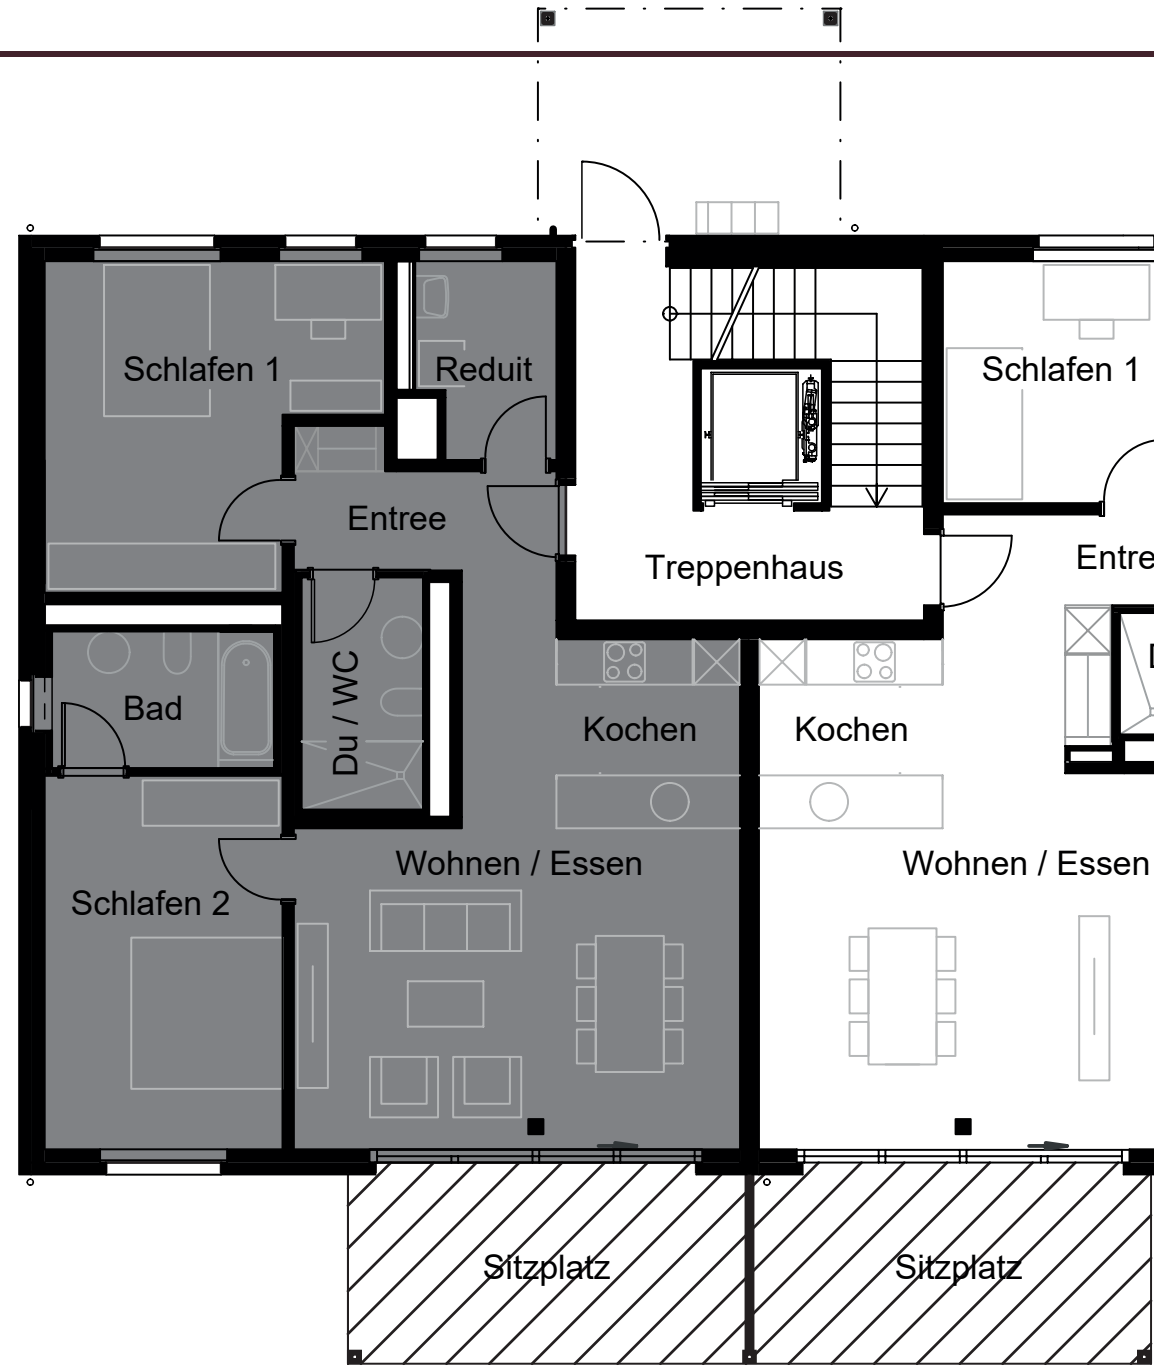 Schlafen 1
Reduit
Schlafen 1
Entree
Treppenhaus
Entre
Bad
Du / WC
Kochen
Kochen
D
Wohnen / Essen
Wohnen / Essen
Schlafen 2
Sitzplatz
Sitzplatz